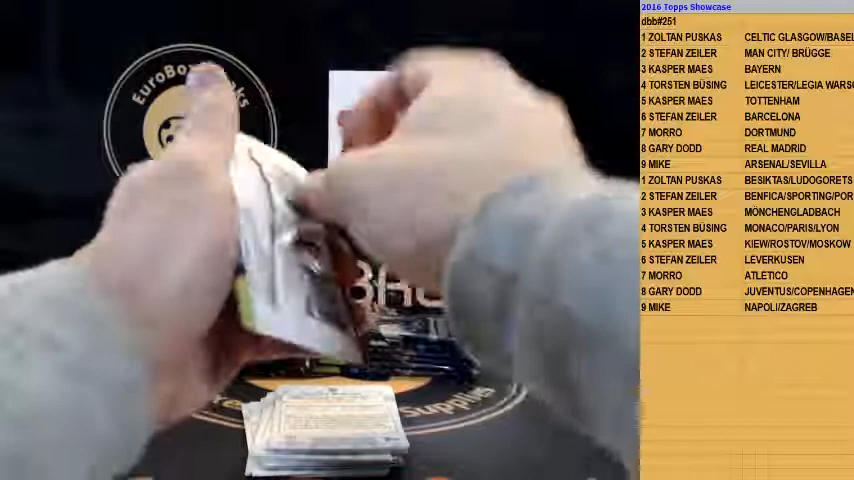 2016 Topps Showcase
dbb#251
1 ZOLTAN PUSKAS CELTIC GLASGOW/BASEL
2 STEFAN ZEILER MAN CITY/ BRÜGGE
3 KASPER MAES BAYERN
4 TORSTEN BÜSING LEICESTER/LEGIA WARSC
5 KASPER MAES TOTTENHAM
6 STEFAN ZEILER BARCELONA
7 MORRO DORTMUND
8 GARY DODD REAL MADRID
9 MIKE ARSENAL/SEVILLA
1 ZOLTAN PUSKAS BESIKTAS/LUDOGORETS
2 STEFAN ZEILER BENFICA/SPORTING/POR
3 KASPER MAES MÖNCHENGLADBACH
4 TORSTEN BÜSING MONACO/PARIS/LYON
5 KASPER MAES KIEW/ROSTOV/MOSKOW
6 STEFAN ZEILER LEVERKUSEN
7 MORRO ATLETICO
8 GARY DODD JUVENTUS/COPENHAGEN
9 MIKE NAPOLI/ZAGREB
Supplies